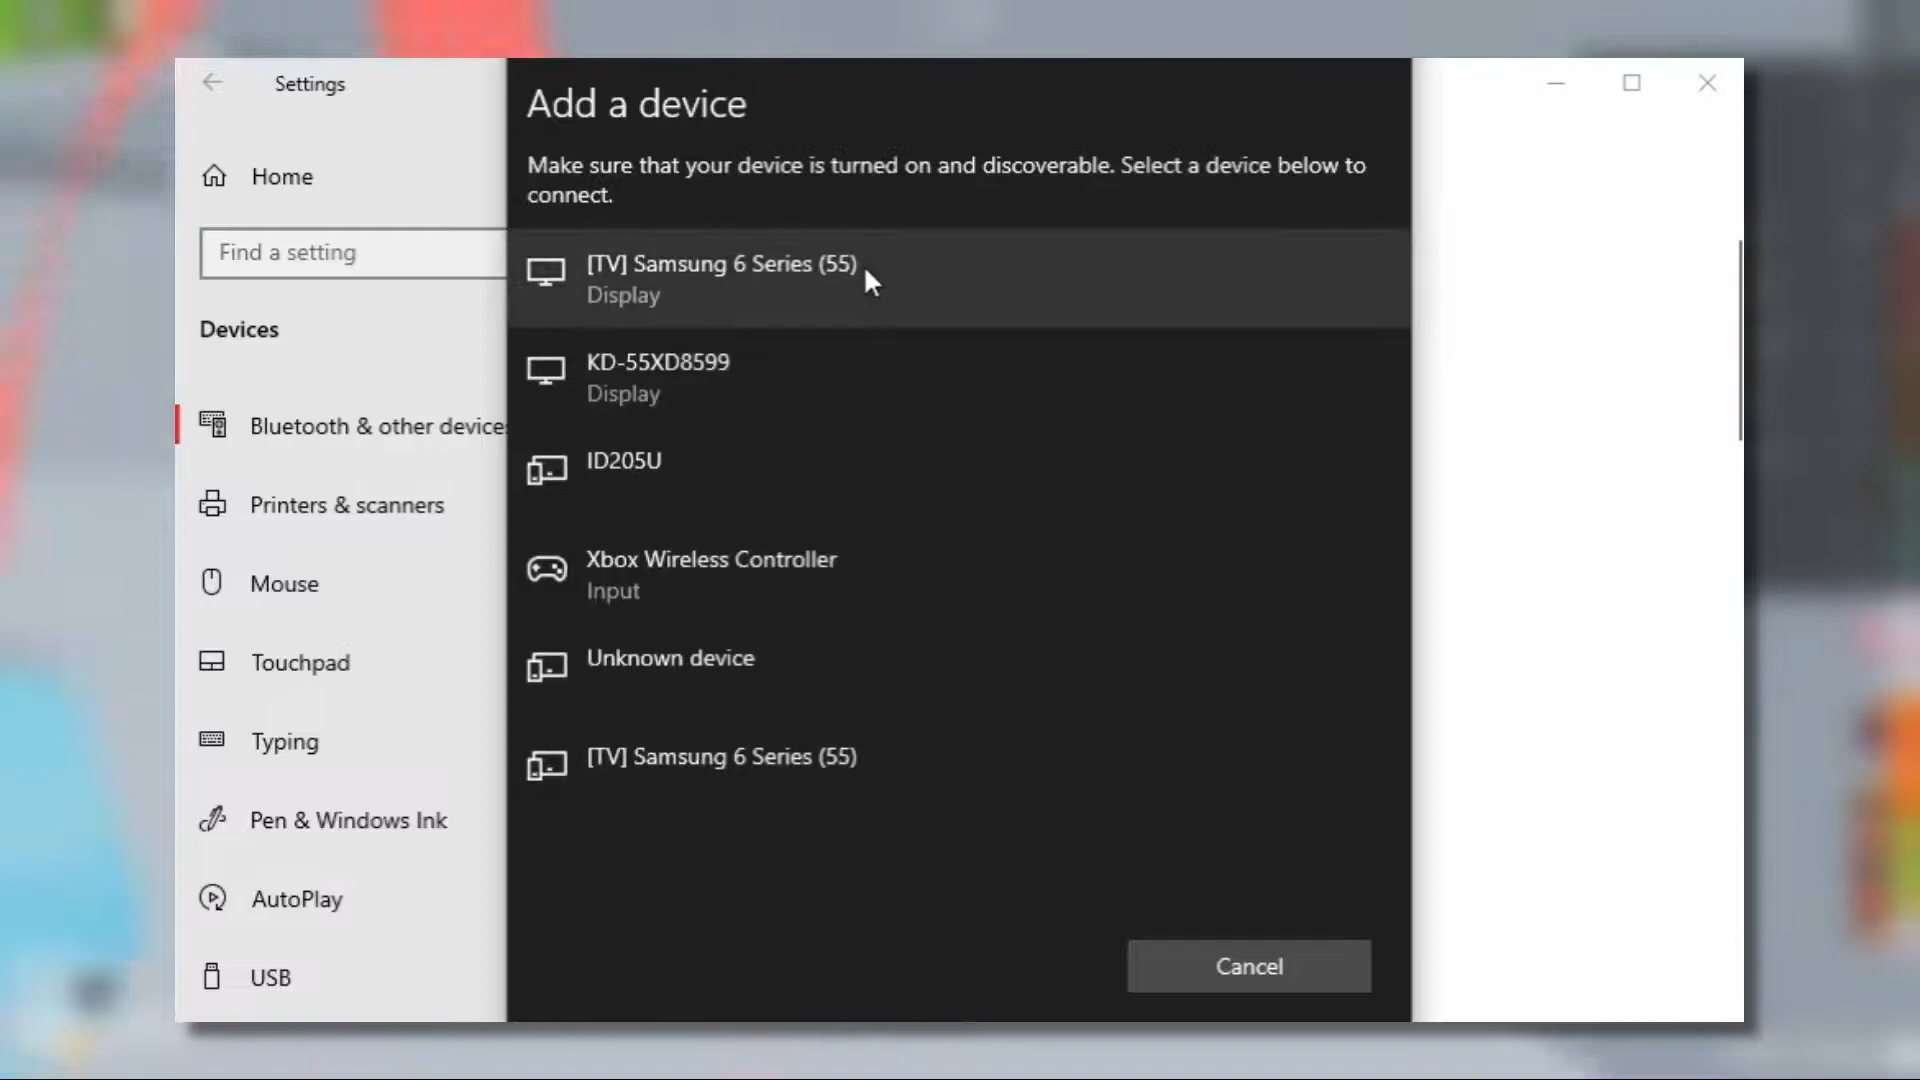 Settings
Home
Find a setting
Devices
Bluetooth & other devices
Printers & scanners
Mouse
Touchpad
Typing
Pen & Windows Ink
AutoPlay
USB
Add a device
Make sure that your device is turned on and discoverable. Select a device below to
connect.
[TV] Samsung 6 Series (55)
Display
KD-55XD8599
Display
ID205U
Xbox Wireless Controller
Input
Unknown device
[TV] Samsung 6 Series (55)
Cancel